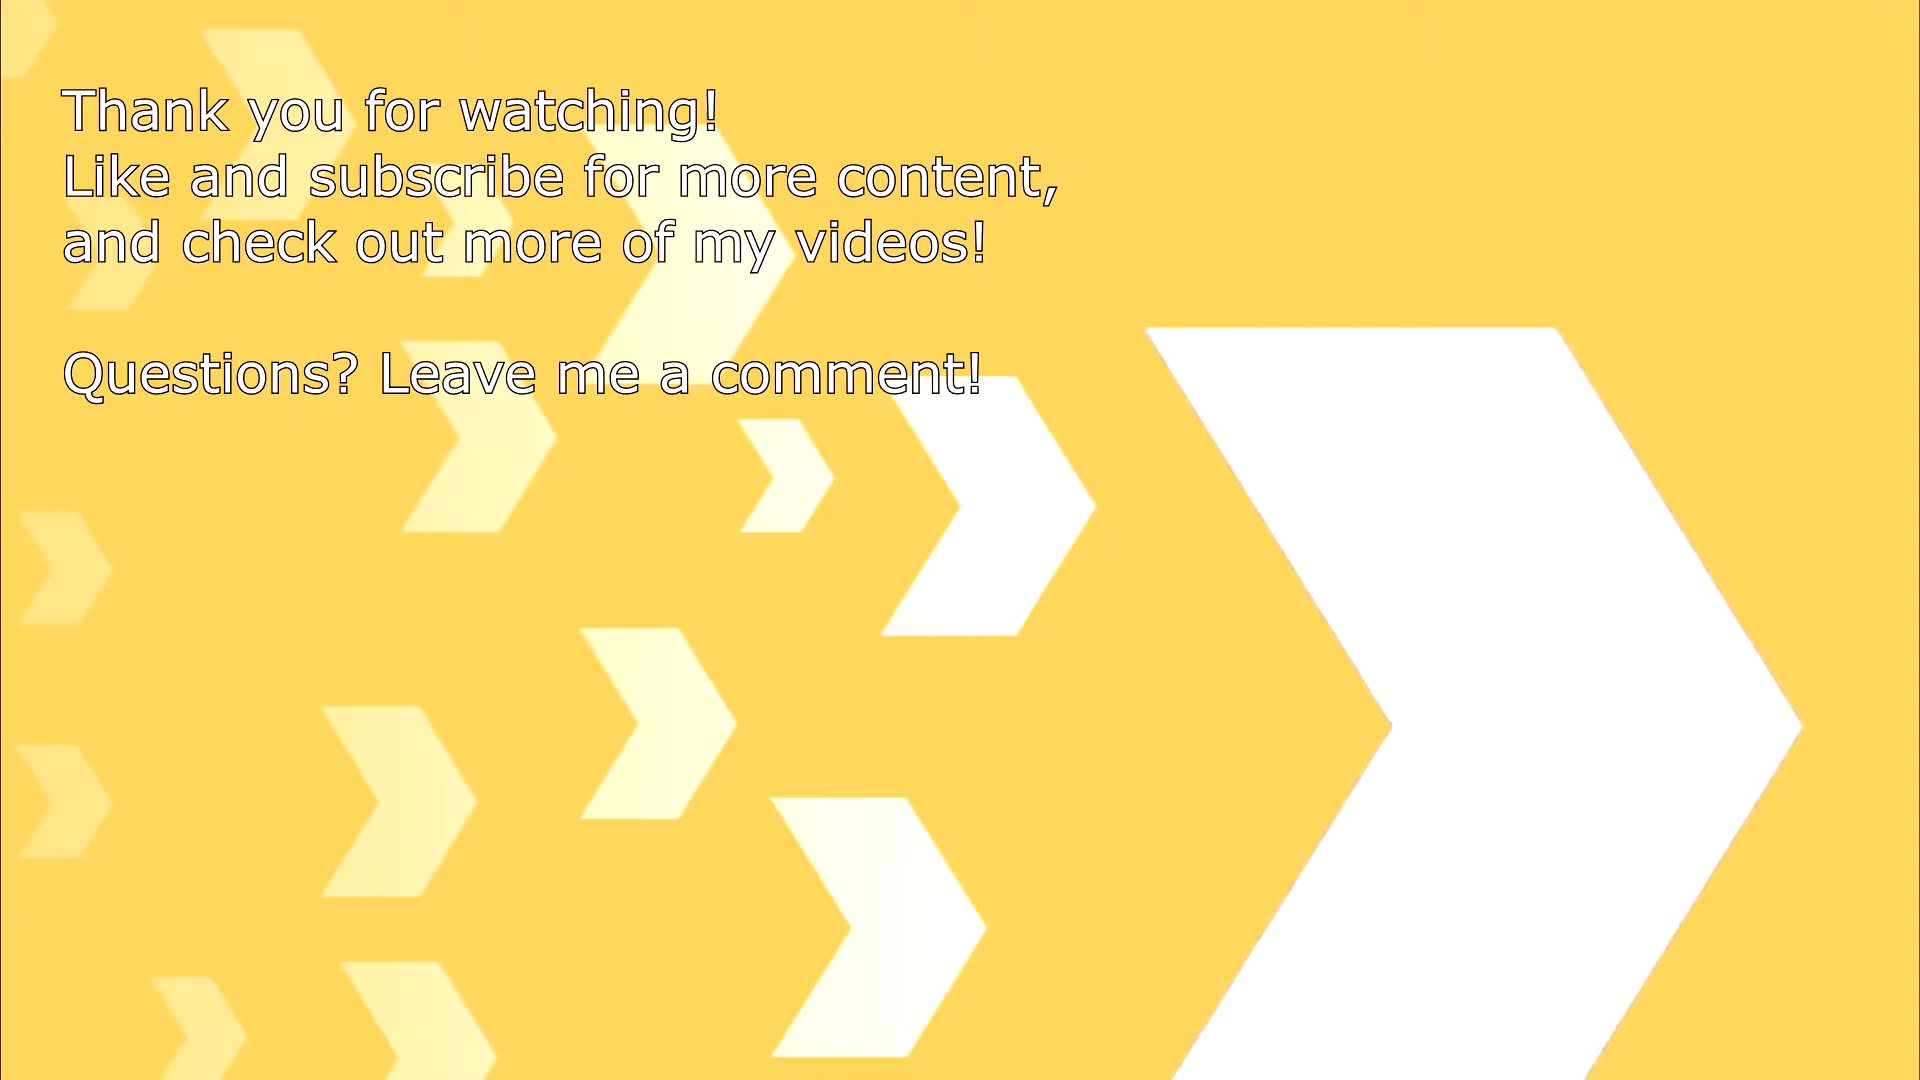 Thank you for watching!
Like and subscribe for more content,
and check out more of my videos!
Questions? Leave me a comment!